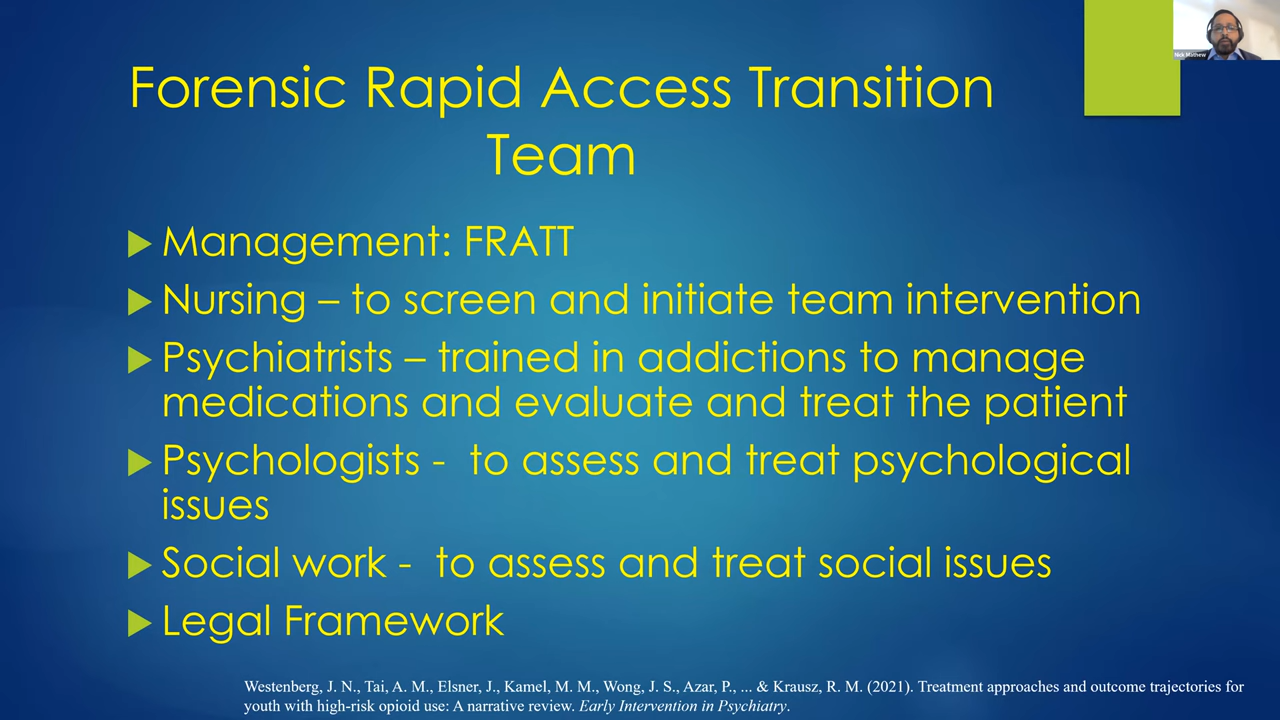 Nick Mathew
Forensic Rapid Access Transition
Team
Management: FRATT
Nursing – to screen and initiate team intervention
Psychiatrists – trained in addictions to manage
medications and evaluate and treat the patient
Psychologists -  to assess and treat psychological
issues
Social work -  to assess and treat social issues
Legal Framework
Westenberg, J. N., Tai, A. M., Elsner, J., Kamel, M. M., Wong, J. S., Azar, P., ... & Krausz, R. M. (2021). Treatment approaches and outcome trajectories for
youth with high-risk opioid use: A narrative review. Early Intervention in Psychiatry.